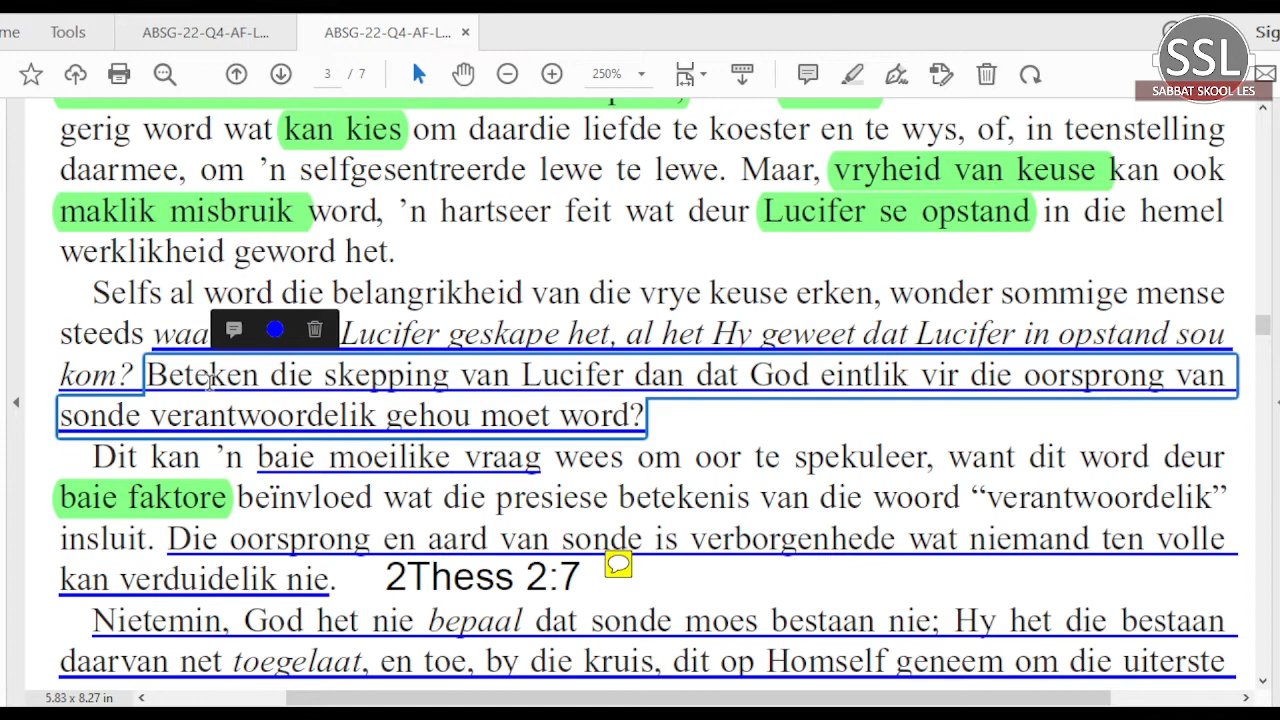 me Tools ABSG-22-Q4-AF-L... ABSG-22-Q4-AF-L... × Sig
3 / 7 250%
SSL
SABBAT SKOOL LES
gerig word wat kan kies om daardie liefde te koester en te wys, of, in teenstelling
daarmee, om ’n selfgesentreerde lewe te lewe. Maar, vryheid van keuse kan ook
maklik misbruik word, ’n hartseer feit wat deur Lucifer se opstand in die hemel
werklikheid geword het.
Selfs al word die belangrikheid van die vrye keuse erken, wonder sommige mense
steeds waa Lucifer geskape het, al het Hy geweet dat Lucifer in opstand sou
kom? Beteken die skepping van Lucifer dan dat God eintlik vir die oorsprong van
sonde verantwoordelik gehou moet word?
Dit kan ’n baie moeilike vraag wees om oor te spekuleer, want dit word deur
baie faktore beïnvloed wat die presiese betekenis van die woord “verantwoordelik”
insluit. Die oorsprong en aard van sonde is verborgenhede wat niemand ten volle
kan verduidelik nie. 2Thess 2:7
Nietemin, God het nie bepaal dat sonde moes bestaan nie; Hy het die bestaan
daarvan net toegelaat, en toe, by die kruis, dit op Homself geneem om die uiterste
5.83 x 8.27 in